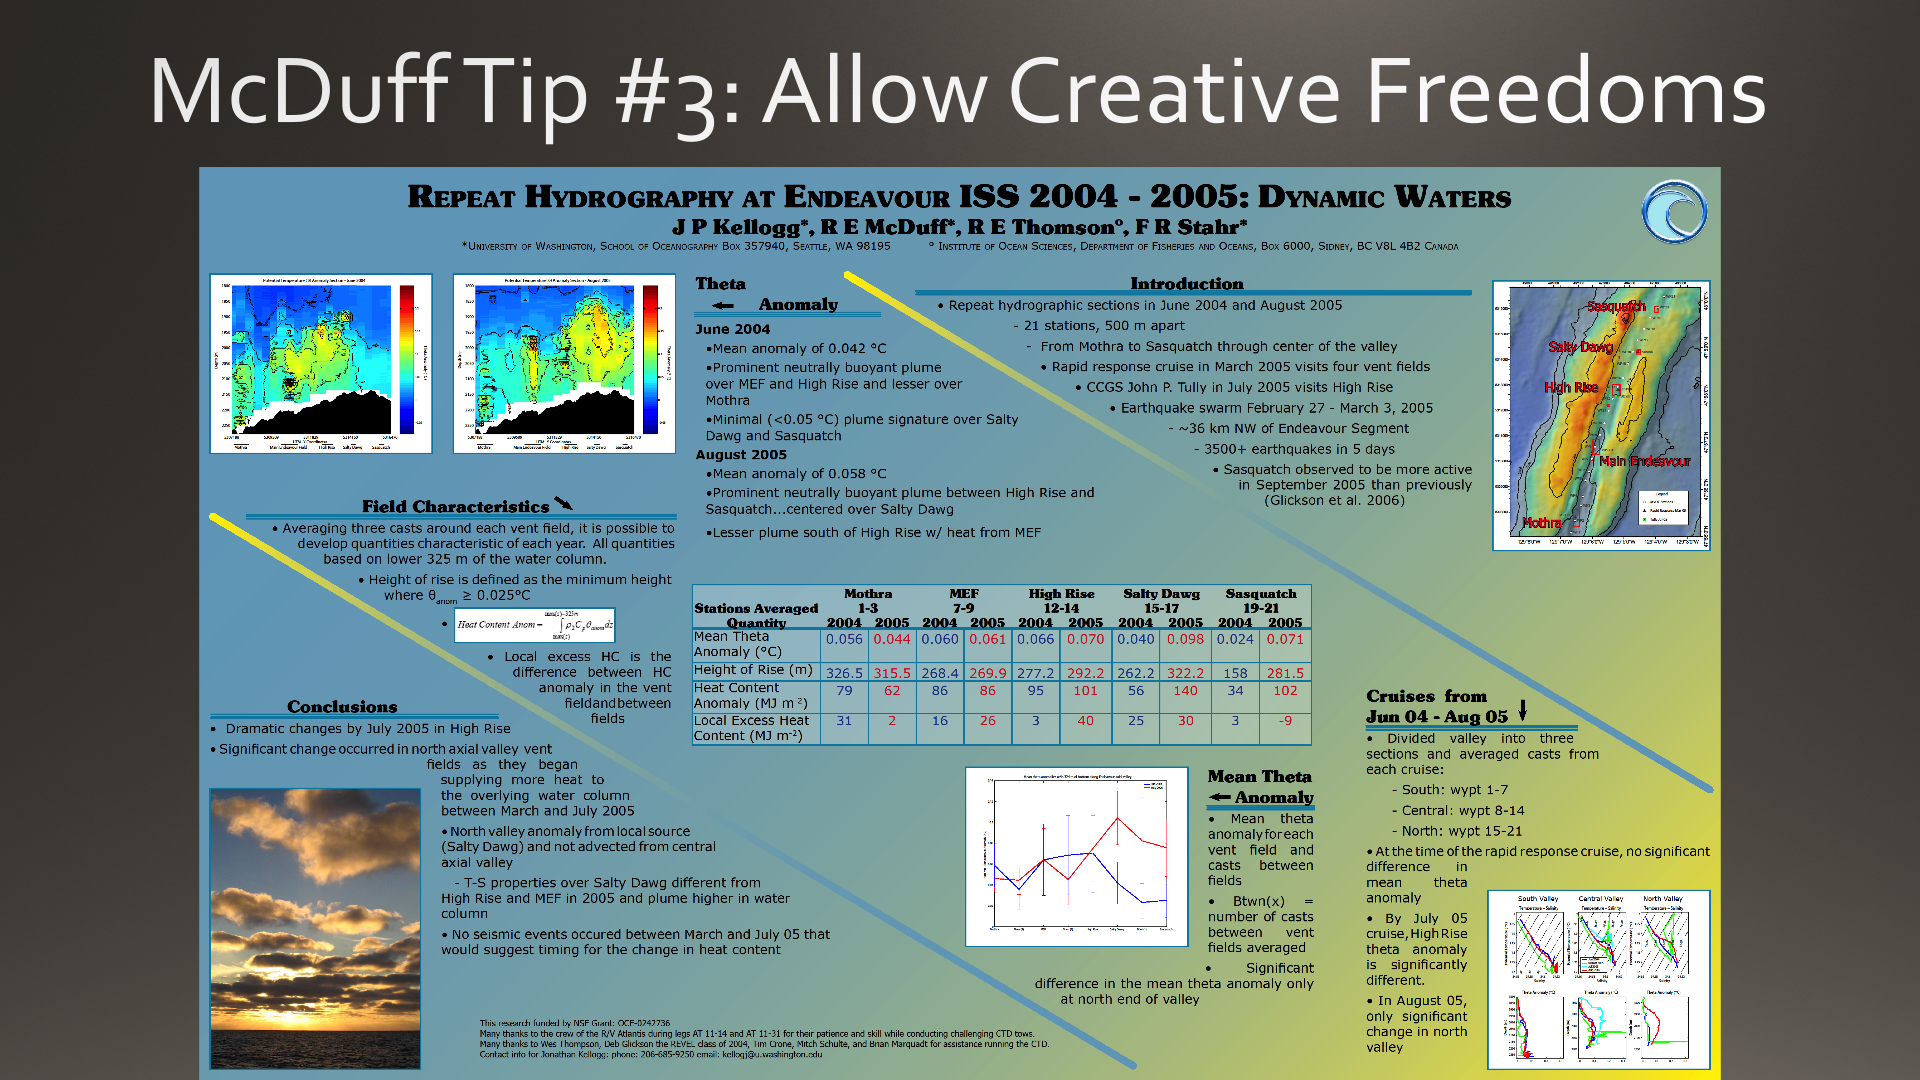 McDuff Tip #3: Allow Creative Freedoms
Repeat Hydrography at Endeavour ISS 2004 - 2005: Dynamic Waters
J P Kellogg*, R E McDuff*, R E Thomson°, F R Stahr*
*University of Washington, School of Oceanography Box 357940, Seattle, WA 98195 ° Institute of Ocean Sciences, Department of Fisheries and Oceans, Box 6000, Sidney, BC V8L 4B2 Canada
Potential Temperature Anomaly Section - June 2004
Potential Temperature Anomaly Section - August 2005
Theta
Anomaly
June 2004
•Mean anomaly of 0.042 °C
•Prominent neutrally buoyant plume
over MEF and High Rise and lesser over
Mothra
•Minimal (<0.05 °C) plume signature over Salty
Dawg and Sasquatch
August 2005
•Mean anomaly of 0.058 °C
•Prominent neutrally buoyant plume between High Rise and
Sasquatch...centered over Salty Dawg
•Lesser plume south of High Rise w/ heat from MEF
Introduction
• Repeat hydrographic sections in June 2004 and August 2005
- 21 stations, 500 m apart
- From Mothra to Sasquatch through center of the valley
• Rapid response cruise in March 2005 visits four vent fields
• CCGS John P. Tully in July 2005 visits High Rise
• Earthquake swarm February 27 - March 3, 2005
- ~36 km NW of Endeavour Segment
- 3500+ earthquakes in 5 days
• Sasquatch observed to be more active
in September 2005 than previously
(Glickson et al. 2006)
Sasquatch
Salty Dawg
High Rise
Main Endeavour
Mothra
Field Characteristics
• Averaging three casts around each vent field, it is possible to
develop quantities characteristic of each year. All quantities
based on lower 325 m of the water column.
• Height of rise is defined as the minimum height
where θanom ≥ 0.025°C
• Heat Content Anom = ∫ρzCpθanomdz
• Local excess HC is the
difference between HC
anomaly in the vent
fieldandbetween
fields
Mothra MEF High Rise Salty Dawg Sasquatch
Stations Averaged 1-3 7-9 12-14 15-17 19-21
Quantity 2004 2005 2004 2005 2004 2005 2004 2005 2004 2005
Mean Theta
Anomaly (°C) 0.056 0.044 0.060 0.061 0.066 0.070 0.040 0.098 0.024 0.071
Height of Rise (m) 326.5 315.5 268.4 269.9 277.2 292.2 262.2 322.2 158 281.5
Heat Content
Anomaly (MJ m-2) 79 62 86 86 95 101 56 140 34 102
Local Excess Heat
Content (MJ m-2) 31 2 16 26 3 40 25 30 3 -9
Conclusions
• Dramatic changes by July 2005 in High Rise
• Significant change occurred in north axial valley vent
fields as they began
supplying more heat to
the overlying water column
between March and July 2005
• North valley anomaly from local source
(Salty Dawg) and not advected from central
axial valley
- T-S properties over Salty Dawg different from
High Rise and MEF in 2005 and plume higher in water
column
• No seismic events occured between March and July 05 that
would suggest timing for the change in heat content
Mean Theta
Anomaly
• Mean theta
anomaly for each
vent field and
casts between
fields
• Btwn(x) =
number of casts
between vent
fields averaged
• Significant
difference in the mean theta anomaly only
at north end of valley
Cruises from
Jun 04 - Aug 05
• Divided valley into three
sections and averaged casts from
each cruise:
- South: wypt 1-7
- Central: wypt 8-14
- North: wypt 15-21
• At the time of the rapid response cruise, no significant
difference in
mean theta
anomaly
• By July 05
cruise, High Rise
theta anomaly
is significantly
different.
• In August 05,
only significant
change in north
valley
South Valley Central Valley North Valley
Temperature - Salinity Temperature - Salinity Temperature - Salinity
Theta Anomaly (°C) Theta Anomaly (°C) Theta Anomaly (°C)
This research funded by NSF Grant: OCE-0242736
Many thanks to the crew of the R/V Atlantis during legs AT 11-14 and AT 11-31 for their patience and skill while conducting challenging CTD tows.
Many thanks to Wes Thompson, Deb Glickson the REVEL class of 2004, Tim Crone, Mitch Schulte, and Brian Marquadt for assistance running the CTD.
Contact info for Jonathan Kellogg: phone: 206-685-9250 email: kellogj@u.washington.edu